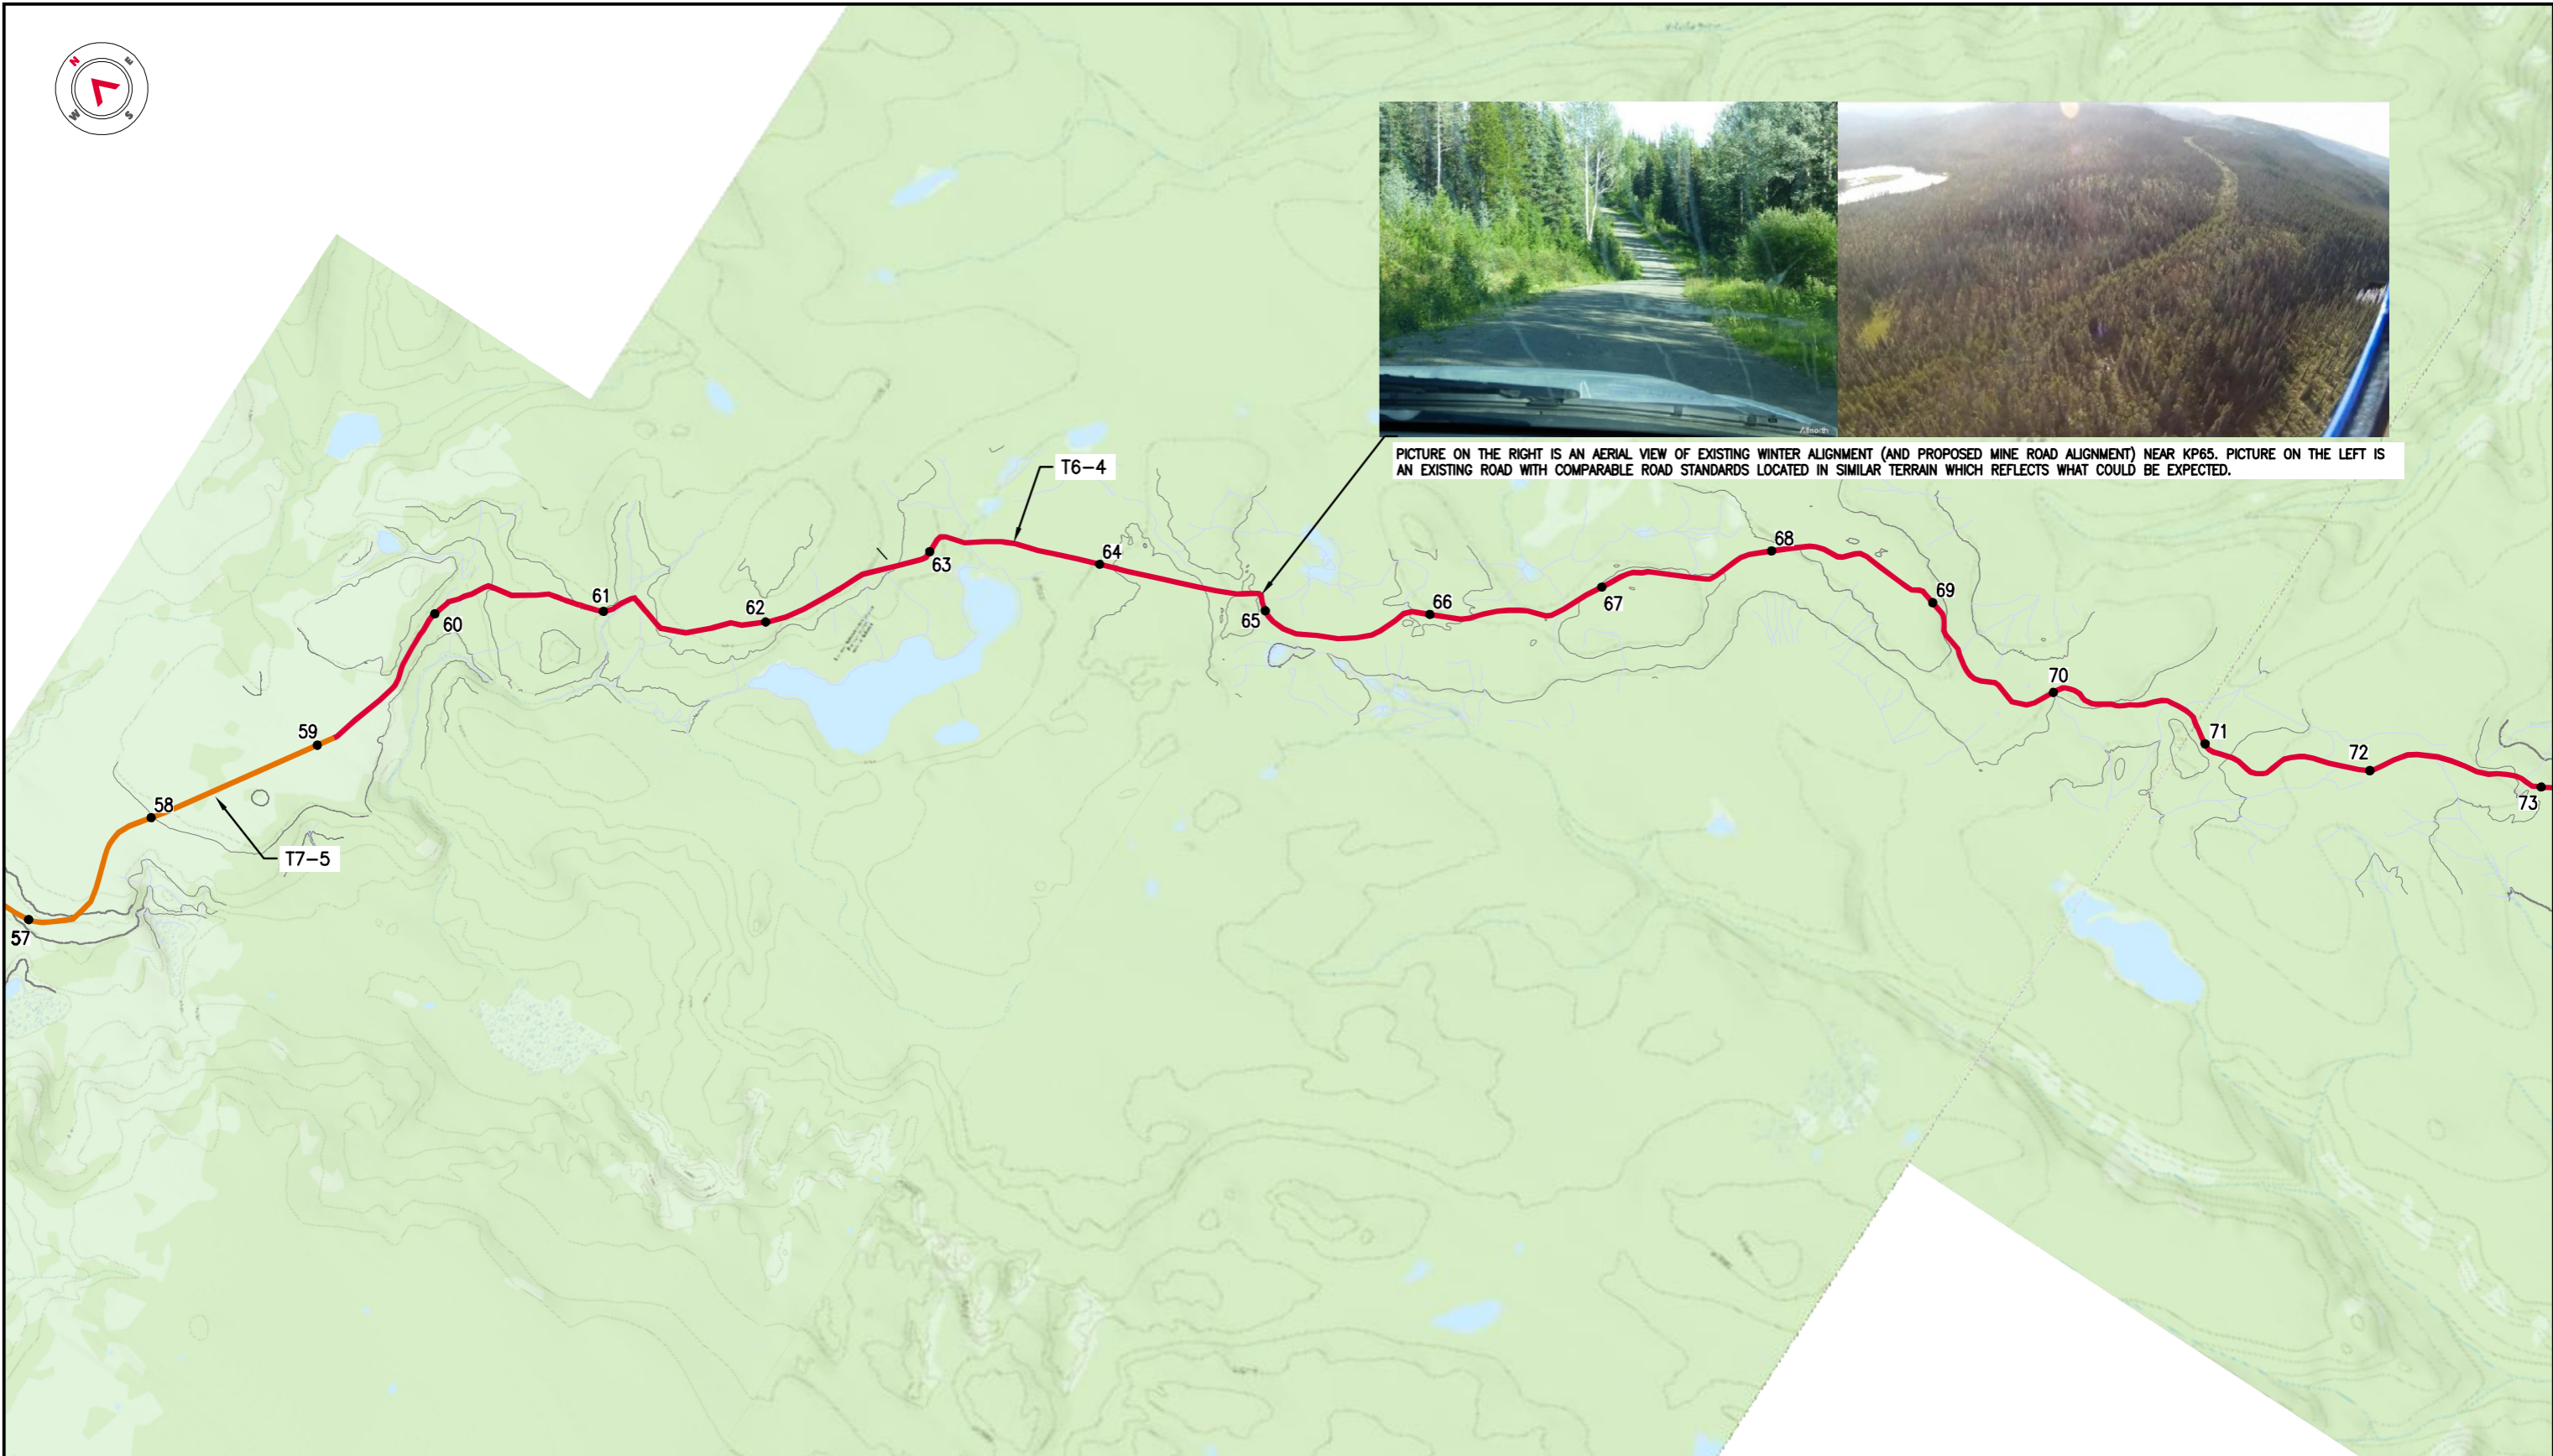 N
E
W
S
Allnorth
PICTURE ON THE RIGHT IS AN AERIAL VIEW OF EXISTING WINTER ALIGNMENT (AND PROPOSED MINE ROAD ALIGNMENT) NEAR KP65. PICTURE ON THE LEFT IS
AN EXISTING ROAD WITH COMPARABLE ROAD STANDARDS LOCATED IN SIMILAR TERRAIN WHICH REFLECTS WHAT COULD BE EXPECTED.
T6-4
68
63
64
69
61
62
66
67
60
65
70
59
71
72
58
73
T7-5
57